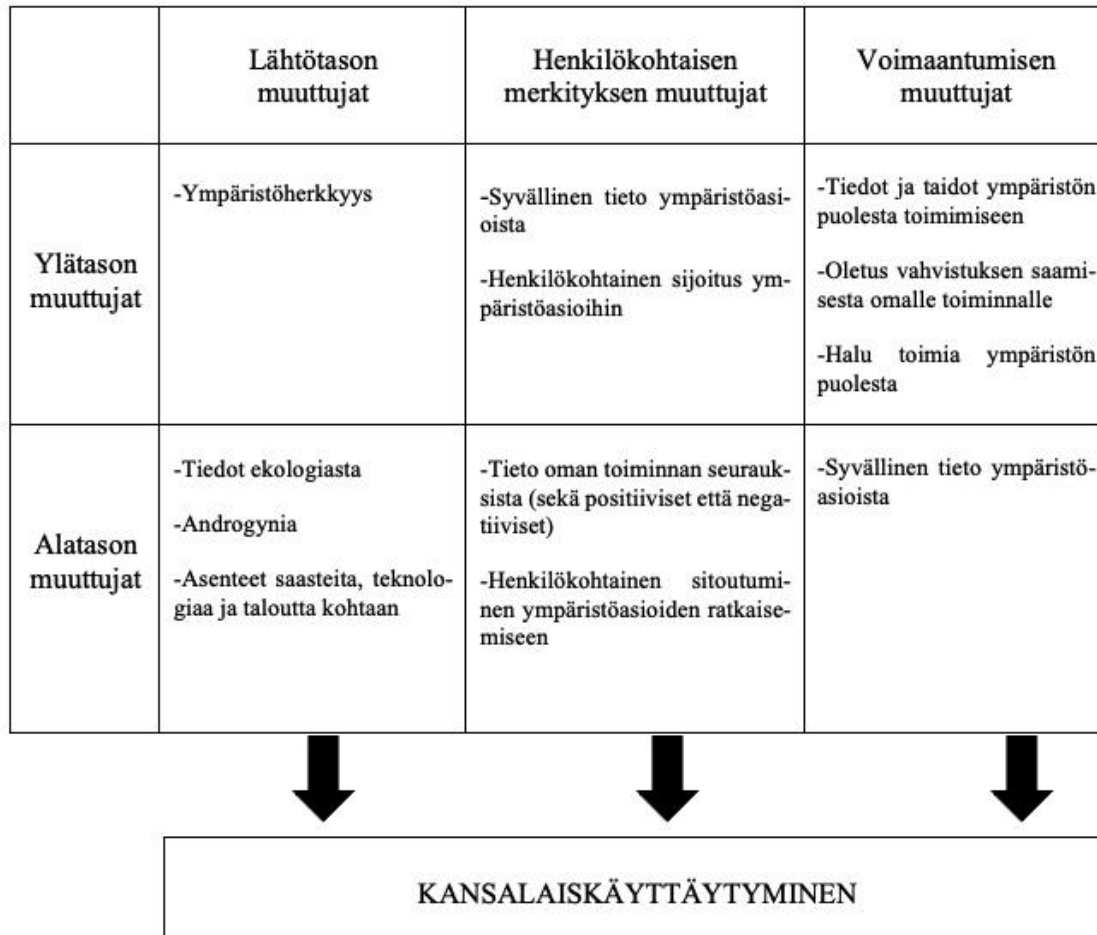 Lähtötason
muuttujat
Henkilökohtaisen
merkityksen muuttujat
Voimaantumisen
muuttujat
Ylätason
muuttujat
-Ympäristöherkkyys
-Syvällinen tieto ympäristöasi-
oista
-Henkilökohtainen sijoitus ym-
päristöasioihin
-Tiedot ja taidot ympäristön
puolesta toimimiseen
-Oletus vahvistuksen saami-
sesta omalle toiminnalle
-Halu toimia ympäristön
puolesta
Alatason
muuttujat
-Tiedot ekologiasta
-Androgynia
-Asenteet saasteita, teknolo-
giaa ja taloutta kohtaan
-Tieto oman toiminnan seurauk-
sista (sekä positiiviset että nega-
tiiviset)
-Henkilökohtainen sitoutumi-
nen ympäristöasioiden ratkaise-
miseen
-Syvällinen tieto ympäristö-
asioista
KANSALAISKÄYTTÄYTYMINEN